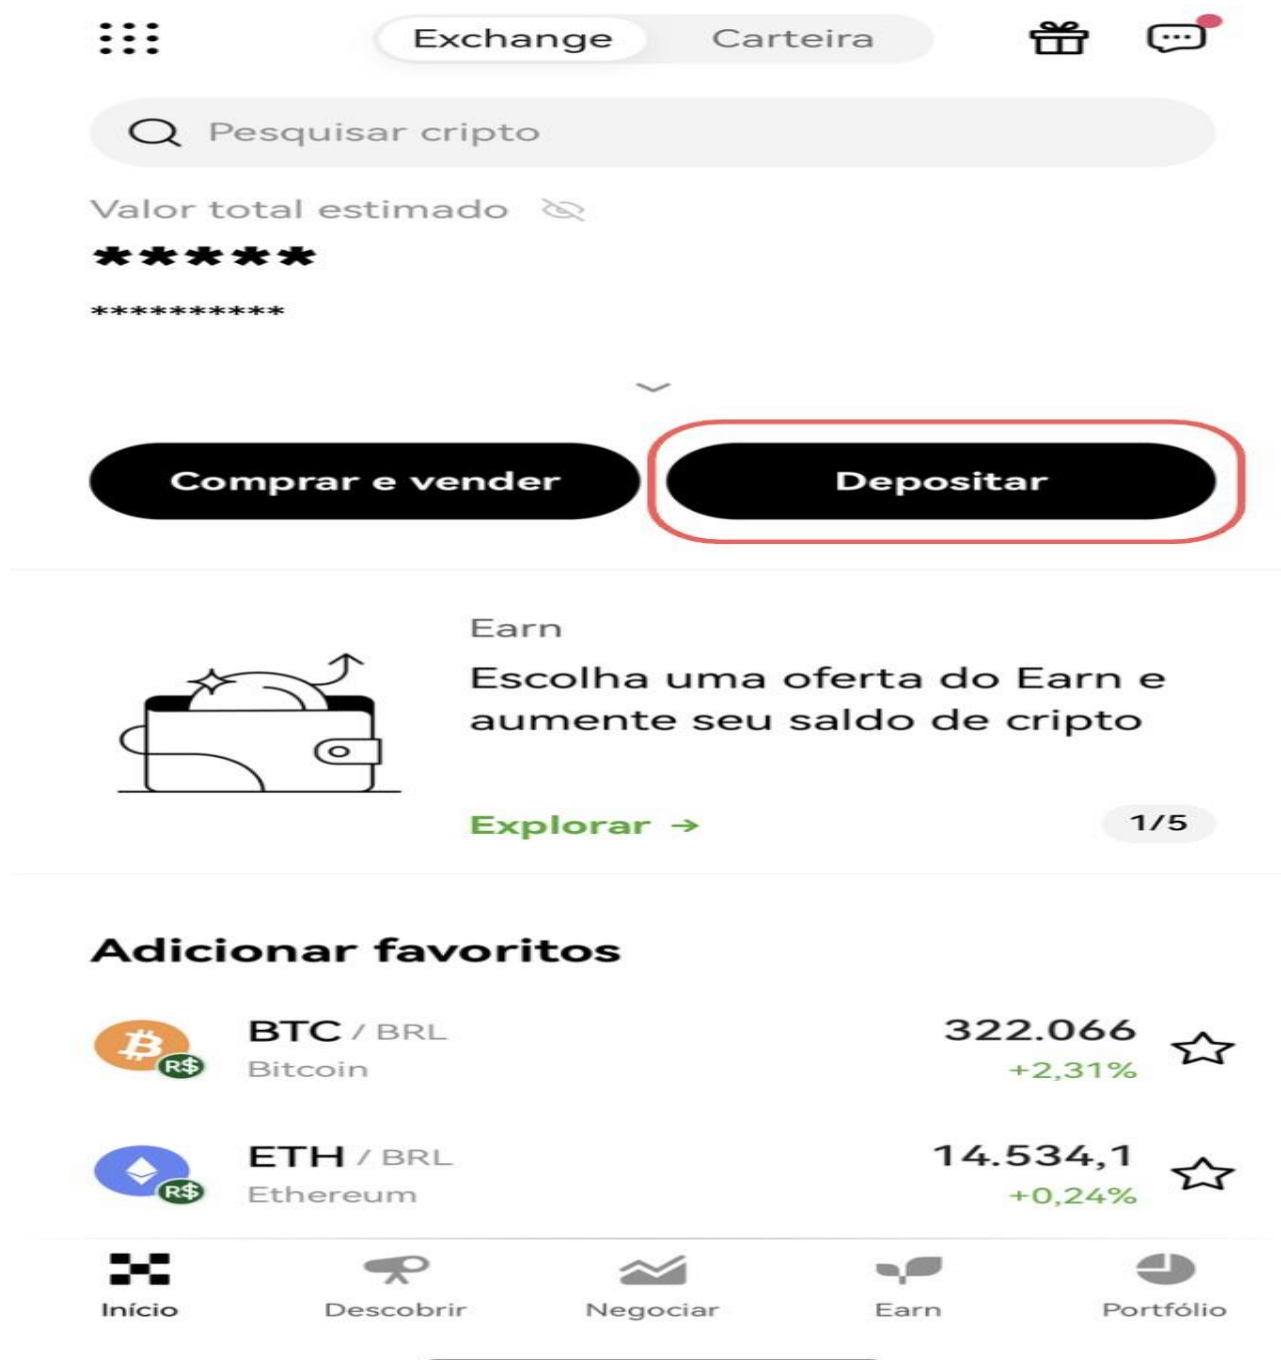 Exchange Carteira
Pesquisar cripto
Valor total estimado
*****
**********
Comprar e vender Depositar
Earn
Escolha uma oferta do Earn e
aumente seu saldo de cripto
Explorar → 1/5
Adicionar favoritos
BTC / BRL 322.066
R$ Bitcoin +2,31%
ETH / BRL 14.534,1
R$ Ethereum +0,24%
Início Descobrir Negociar Earn Portfólio